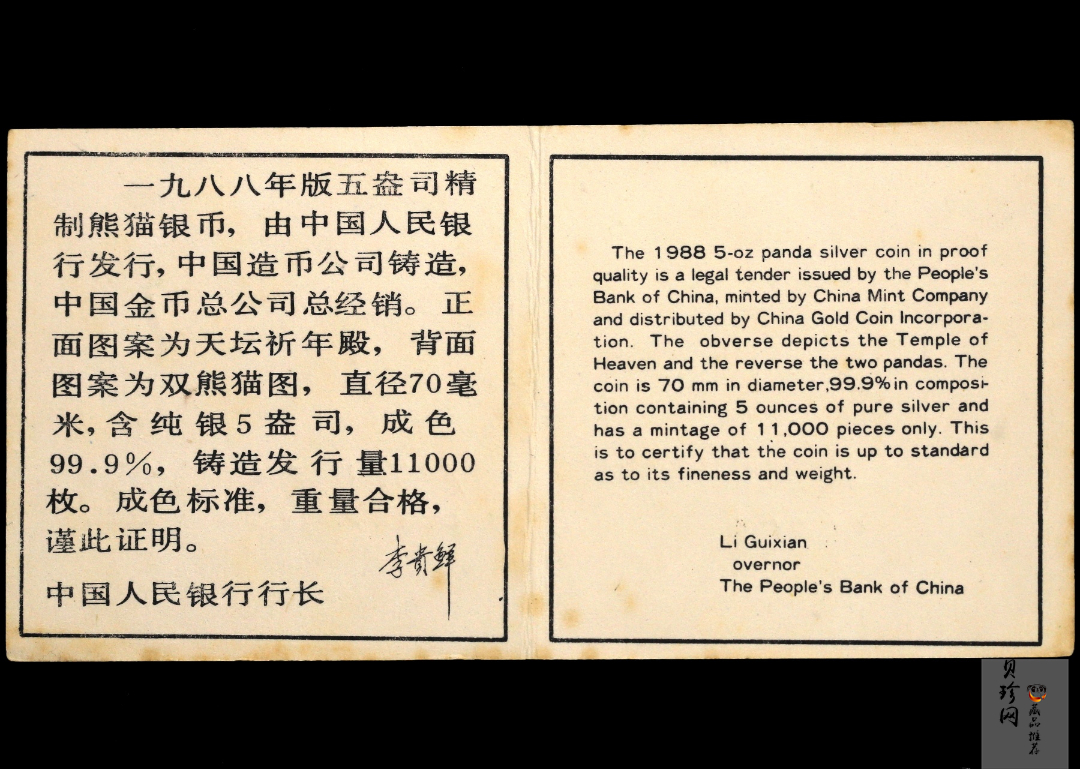 一九八八年版五盎司精
制熊猫银币，由中国人民银
行发行，中国造币公司铸造，
中国金币总公司总经销。正
面图案为天坛祈年殿，背面
图案为双熊猫图，直径70毫
米，含纯银5盎司，成色
99.9%，铸造发行量11000
枚。成色标准，重量合格，
谨此证明。
李贵鲜
中国人民银行行长
The 1988 5-oz panda silver coin in proof
quality is a legal tender issued by the People's
Bank of China, minted by China Mint Company
and distributed by China Gold Coin Incorpora-
tion. The obverse depicts the Temple of
Heaven and the reverse the two pandas. The
coin is 70 mm in diameter,99.9% in composi-
tion containing 5 ounces of pure silver and
has a mintage of 11,000 pieces only. This
is to certify that the coin is up to standard
as to its fineness and weight.
Li Guixian
overnor
The People's Bank of China
贝珍网
藏品推荐